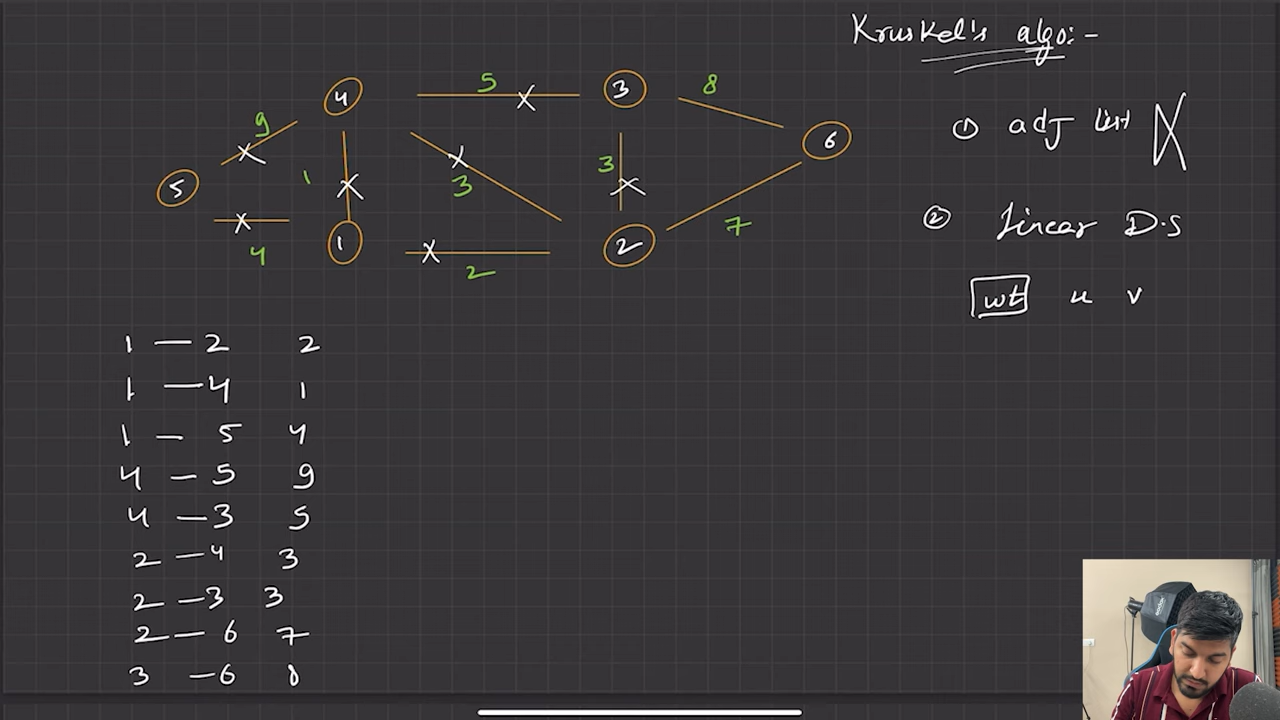 Kruskel's algo:-
① adj list
② linear D.S
wt u v
5
8
4
3
9
6
1
3
3
5
7
4
1
2
2
1 — 2 2
1 — 4 1
1 — 5 4
4 — 5 9
4 — 3 5
2 — 4 3
2 — 3 3
2 — 6 7
3 — 6 8